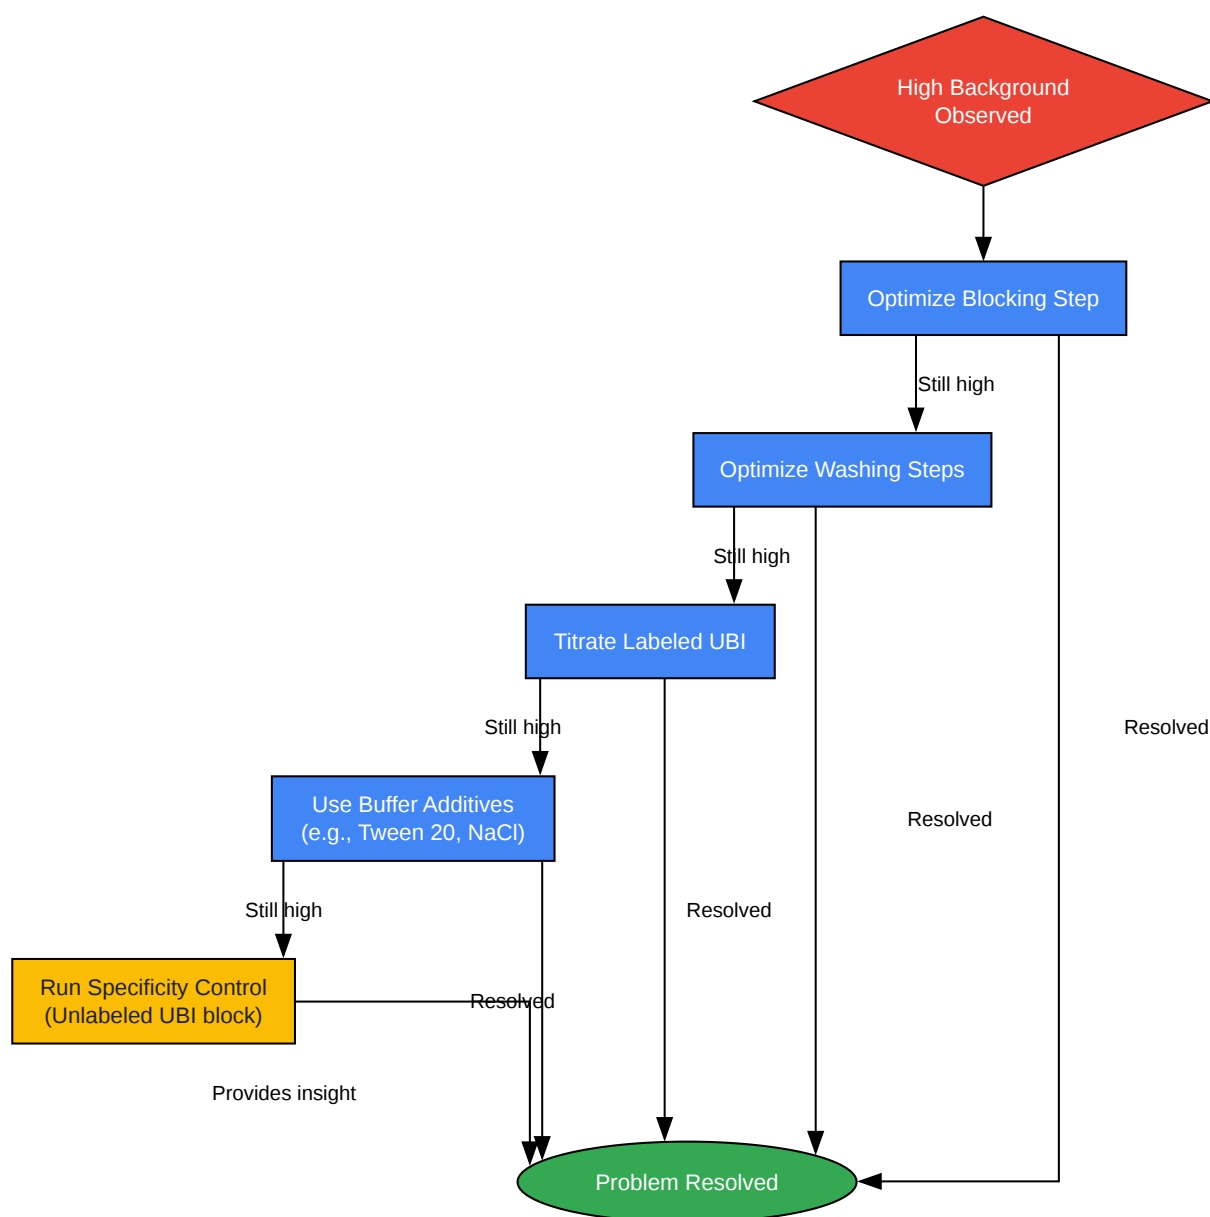 High Background
Observed
Optimize Blocking Step
Still high
Optimize Washing Steps
Still high
Titrate Labeled UBI
Still high
Resolved
Use Buffer Additives
(e.g., Tween 20, NaCl)
Resolved
Still high
Resolved
Run Specificity Control
(Unlabeled UBI block)
Resolved
Provides insight
Problem Resolved